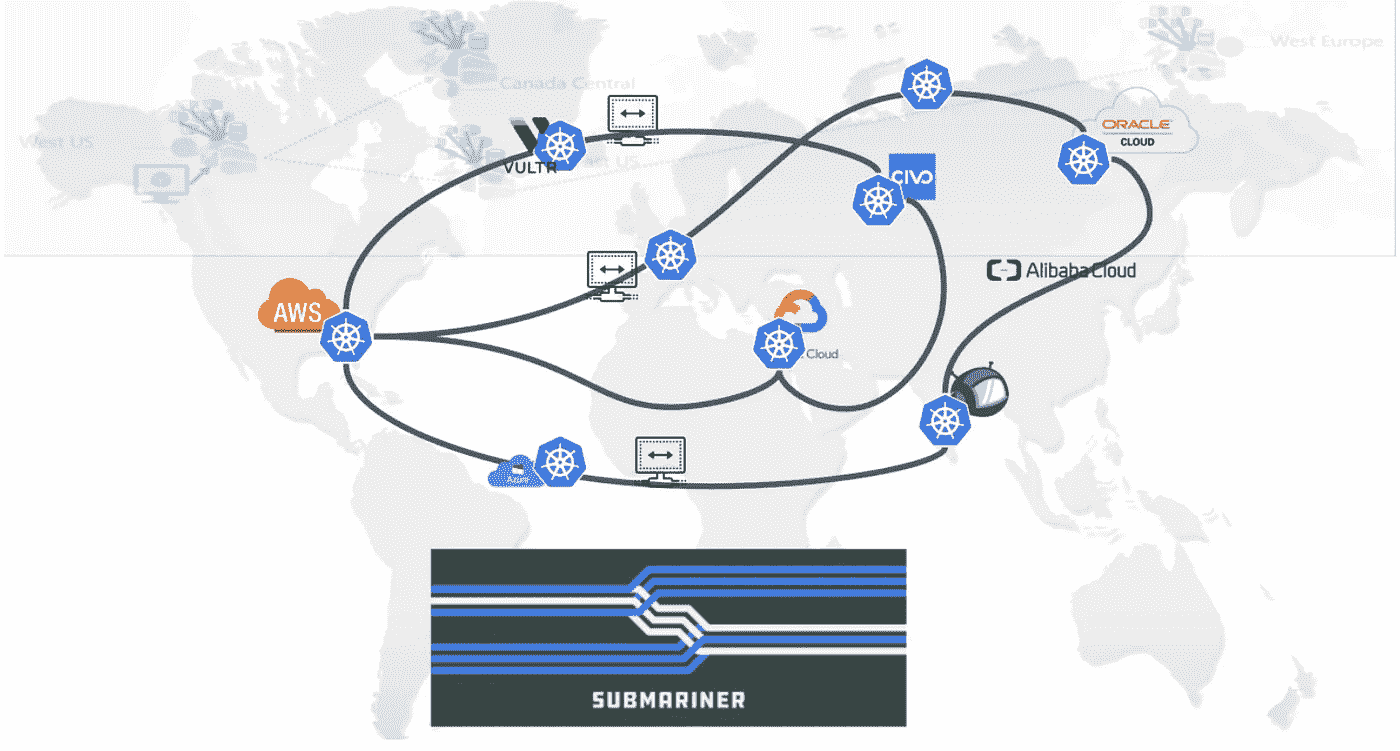 West Europe
Canada Central
West US
VULTR
US
ORACLE
CLOUD
CIVO
Alibaba Cloud
AWS
Cloud
Azure
SUBMARINER